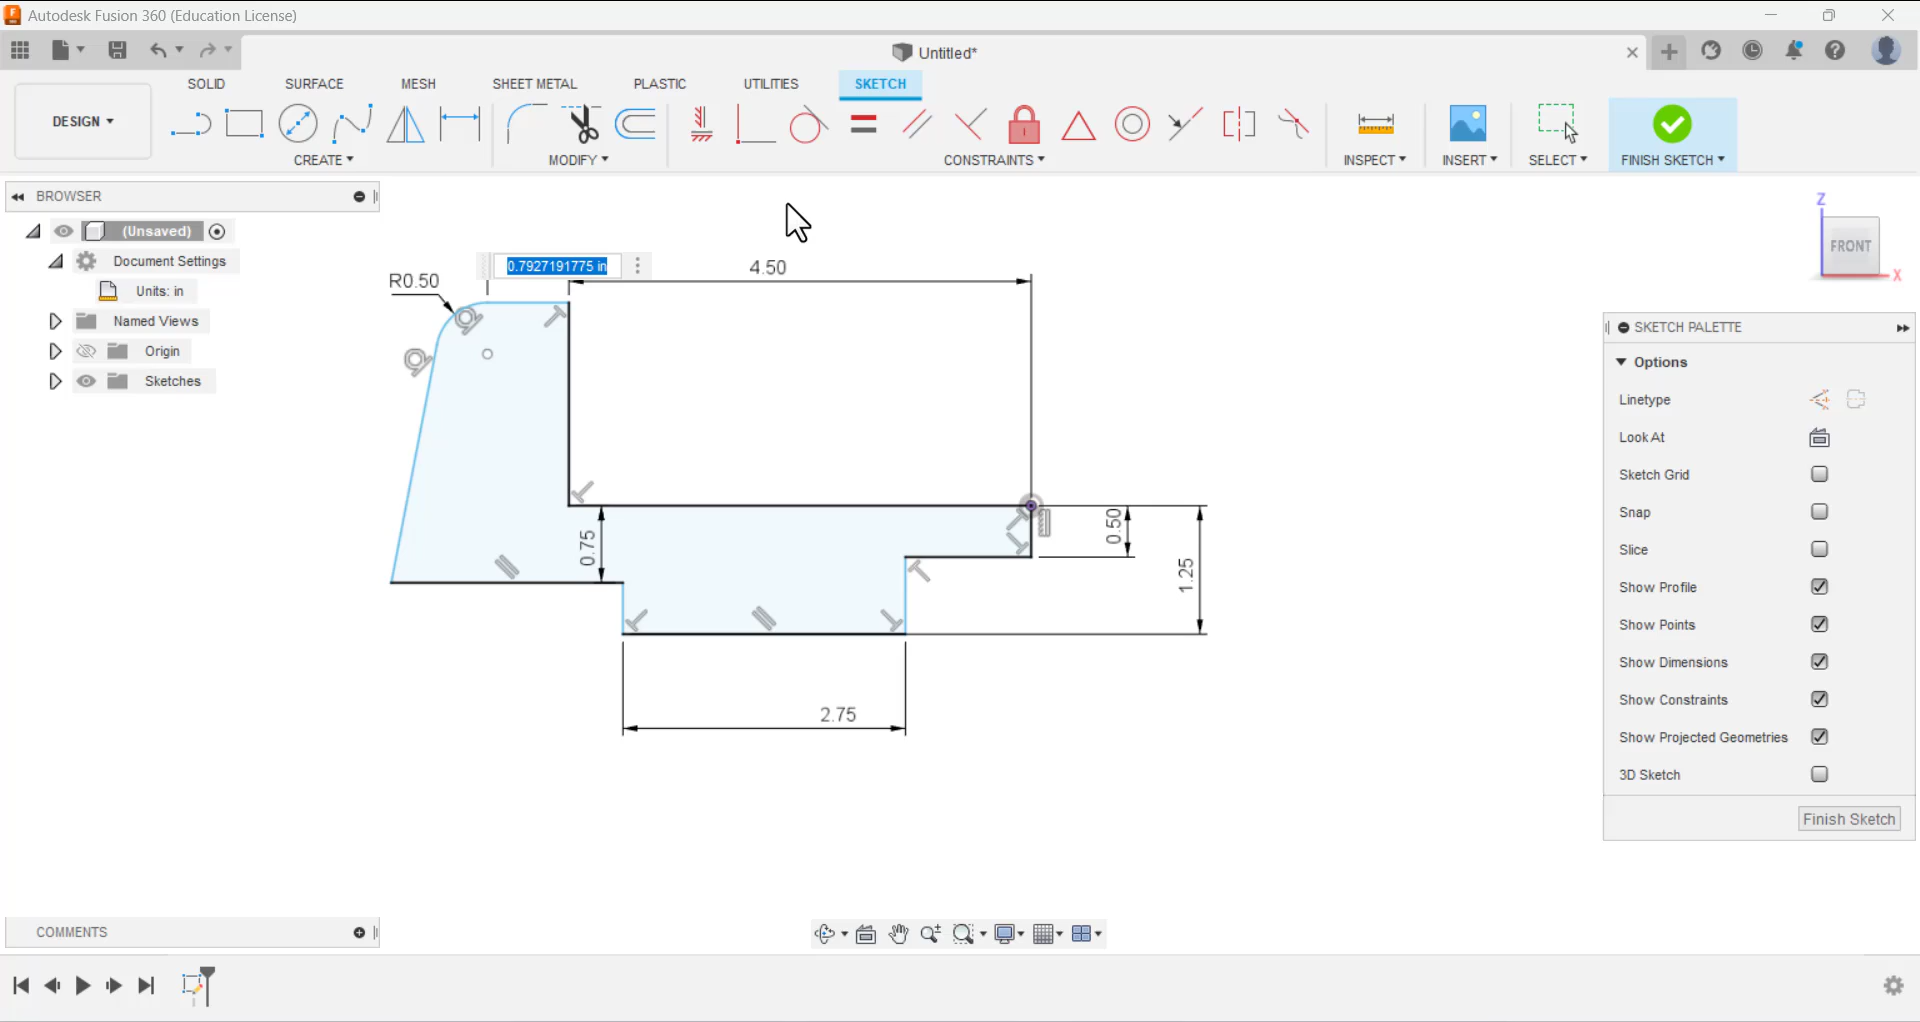 Autodesk Fusion 360 (Education License)
Untitled*
SOLID SURFACE MESH SHEET METAL PLASTIC UTILITIES SKETCH
DESIGN
CREATE MODIFY CONSTRAINTS INSPECT INSERT SELECT FINISH SKETCH
BROWSER
(Unsaved)
Document Settings
Units: in
Named Views
Origin
Sketches
R0.50
0.7927191775 in
4.50
0.75
0.50
1.25
2.75
Z
FRONT
X
SKETCH PALETTE
Options
Linetype
Look At
Sketch Grid
Snap
Slice
Show Profile
Show Points
Show Dimensions
Show Constraints
Show Projected Geometries
3D Sketch
Finish Sketch
COMMENTS